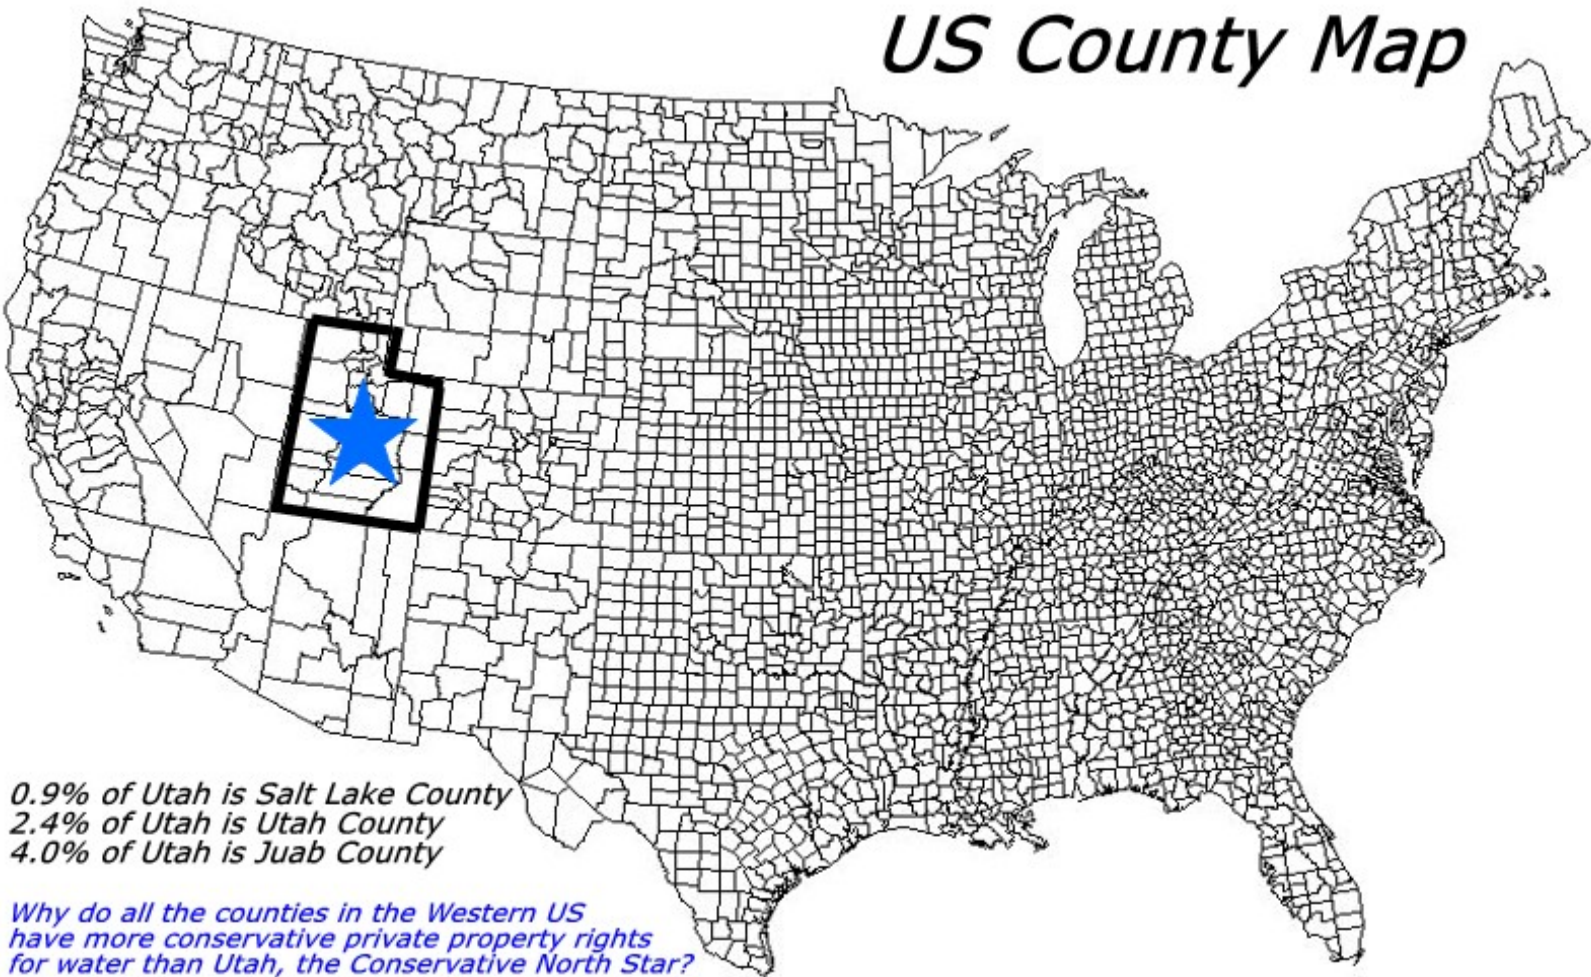 US County Map
0.9% of Utah is Salt Lake County
2.4% of Utah is Utah County
4.0% of Utah is Juab County
Why do all the counties in the Western US
have more conservative private property rights
for water than Utah, the Conservative North Star?